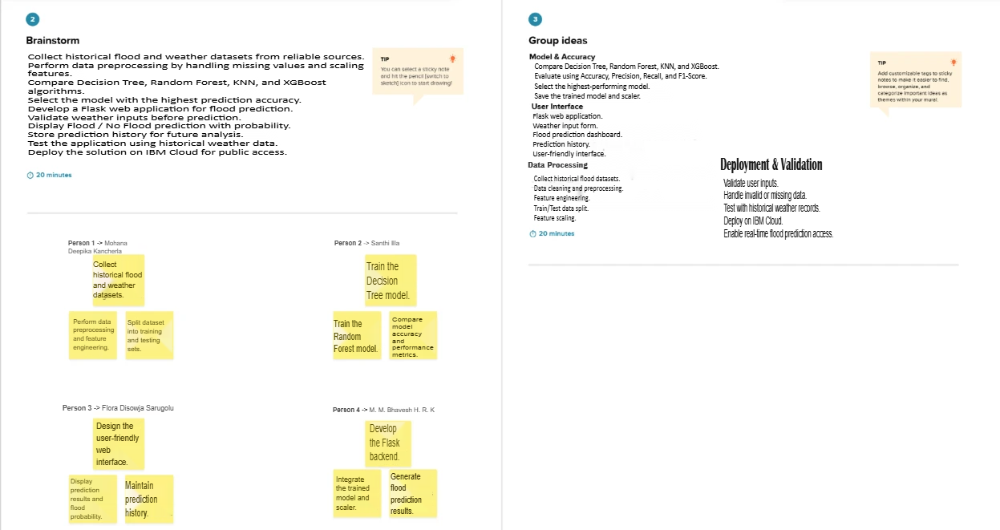 2
Brainstorm
Collect historical flood and weather datasets from reliable sources.
Perform data preprocessing by handling missing values and scaling
features.
Compare Decision Tree, Random Forest, KNN, and XGBoost
algorithms.
Select the model with the highest prediction accuracy.
Develop a Flask web application for flood prediction.
Validate weather inputs before prediction.
Display Flood / No Flood prediction with probability.
Store prediction history for future analysis.
Test the application using historical weather data.
Deploy the solution on IBM Cloud for public access.
TIP
You can select a sticky note
and hit the pencil [switch to
sketch] icon to start drawing!
20 minutes
Person 1 -> Mohana
Deepika Kancherla
Collect
historical flood
and weather
datasets.
Perform data
preprocessing
and feature
engineering.
Split dataset
into training
and testing
sets.
Person 2 -> Santhi Illa
Train the
Decision
Tree model.
Train the
Random
Forest model.
Compare
model
accuracy
and
performance
metrics.
Person 3 -> Flora Disowja Sarugolu
Design the
user-friendly
web
interface.
Display
prediction
results and
flood
probability.
Maintain
prediction
history.
Person 4 -> M. M. Bhavesh H. R. K
Develop
the Flask
backend.
Integrate
the trained
model and
scaler.
Generate
flood
prediction
results.
3
Group ideas
Model & Accuracy
Compare Decision Tree, Random Forest, KNN, and XGBoost.
Evaluate using Accuracy, Precision, Recall, and F1-Score.
Select the highest-performing model.
Save the trained model and scaler.
User Interface
Flask web application.
Weather input form.
Flood prediction dashboard.
Prediction history.
User-friendly interface.
Data Processing
Collect historical flood datasets.
Data cleaning and preprocessing.
Feature engineering.
Train/Test data split.
Feature scaling.
20 minutes
TIP
Add customizable tags to sticky
notes to make it easier to find,
browse, organize, and
categorize important ideas as
themes within your mural.
Deployment & Validation
Validate user inputs.
Handle invalid or missing data.
Test with historical weather records.
Deploy on IBM Cloud.
Enable real-time flood prediction access.